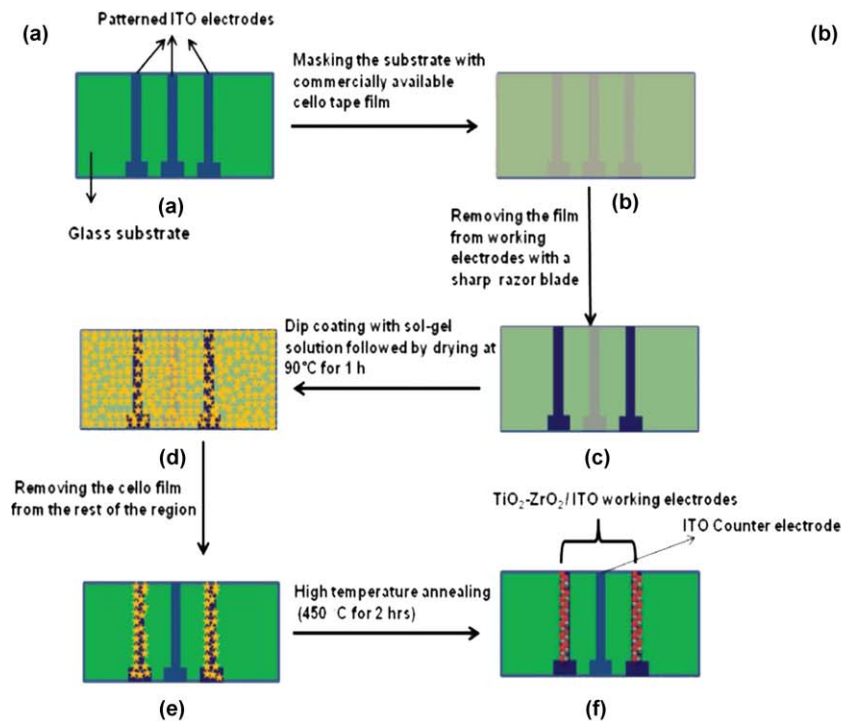 (a)
(b)
Patterned ITO electrodes
Masking the substrate with
commercially available
cello tape film
(a)
Glass substrate
(b)
Removing the film
from working
electrodes with a
sharp razor blade
Dip coating with sol-gel
solution followed by drying at
90°C for 1 h
(d)
(c)
Removing the cello film
from the rest of the region
TiO₂-ZrO₂/ ITO working electrodes
ITO Counter electrode
High temperature annealing
(450 °C for 2 hrs)
(e)
(f)